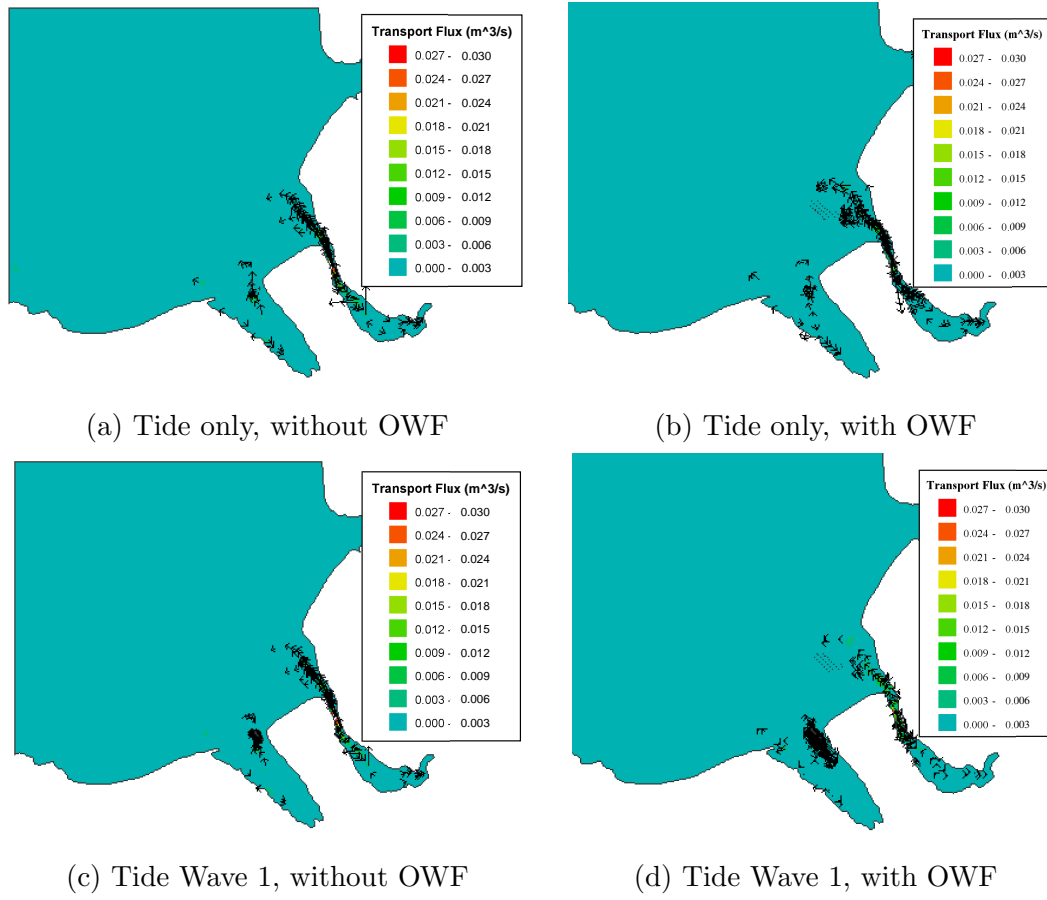 Transport Flux (m^3/s)
0.027 - 0.030
0.024 - 0.027
0.021 - 0.024
0.018 - 0.021
0.015 - 0.018
0.012 - 0.015
0.009 - 0.012
0.006 - 0.009
0.003 - 0.006
0.000 - 0.003
(a) Tide only, without OWF
Transport Flux (m^3/s)
0.027 - 0.030
0.024 - 0.027
0.021 - 0.024
0.018 - 0.021
0.015 - 0.018
0.012 - 0.015
0.009 - 0.012
0.006 - 0.009
0.003 - 0.006
0.000 - 0.003
(b) Tide only, with OWF
Transport Flux (m^3/s)
0.027 - 0.030
0.024 - 0.027
0.021 - 0.024
0.018 - 0.021
0.015 - 0.018
0.012 - 0.015
0.009 - 0.012
0.006 - 0.009
0.003 - 0.006
0.000 - 0.003
(c) Tide Wave 1, without OWF
Transport Flux (m^3/s)
0.027 - 0.030
0.024 - 0.027
0.021 - 0.024
0.018 - 0.021
0.015 - 0.018
0.012 - 0.015
0.009 - 0.012
0.006 - 0.009
0.003 - 0.006
0.000 - 0.003
(d) Tide Wave 1, with OWF